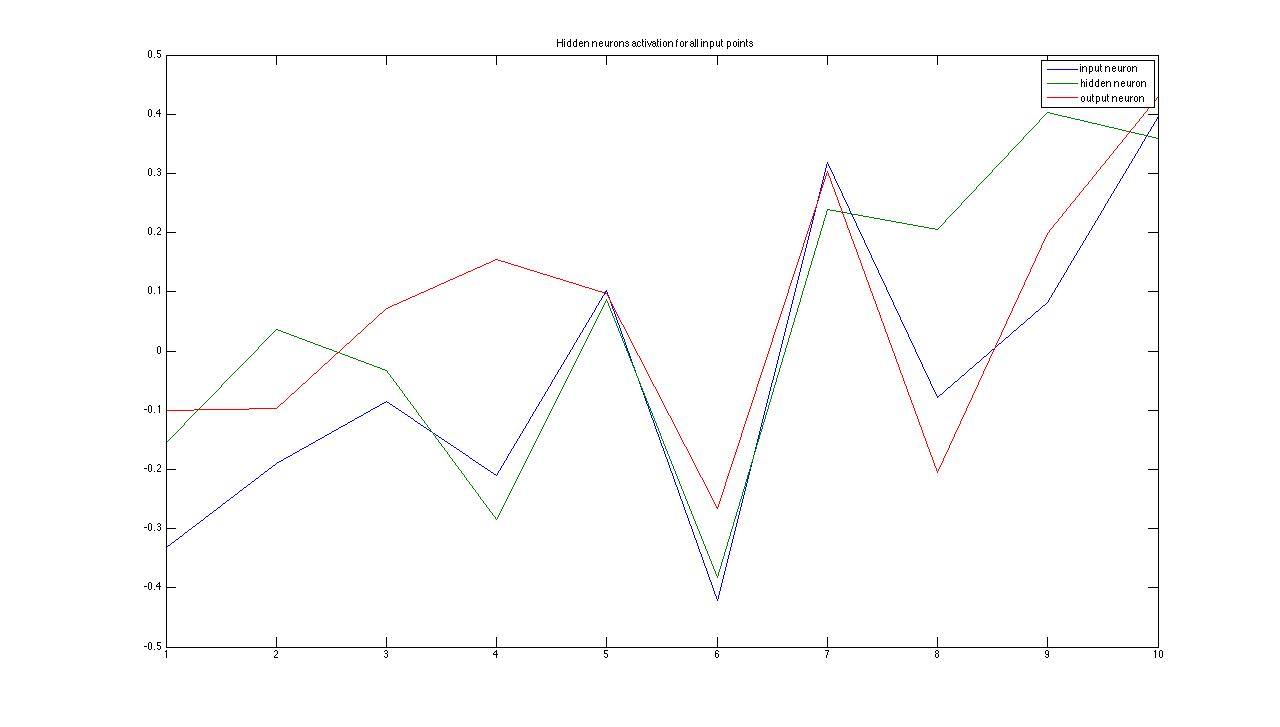 Hidden neurons activation for all input points
0.5
input neuron
hidden neuron
output neuron
0.4
0.3
0.2
0.1
0
-0.1
-0.2
-0.3
-0.4
-0.5
1 2 3 4 5 6 7 8 9 10